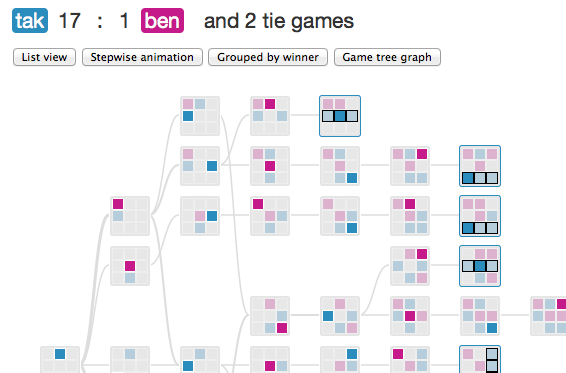 tak 17 : 1 ben and 2 tie games
List view Stepwise animation Grouped by winner Game tree graph